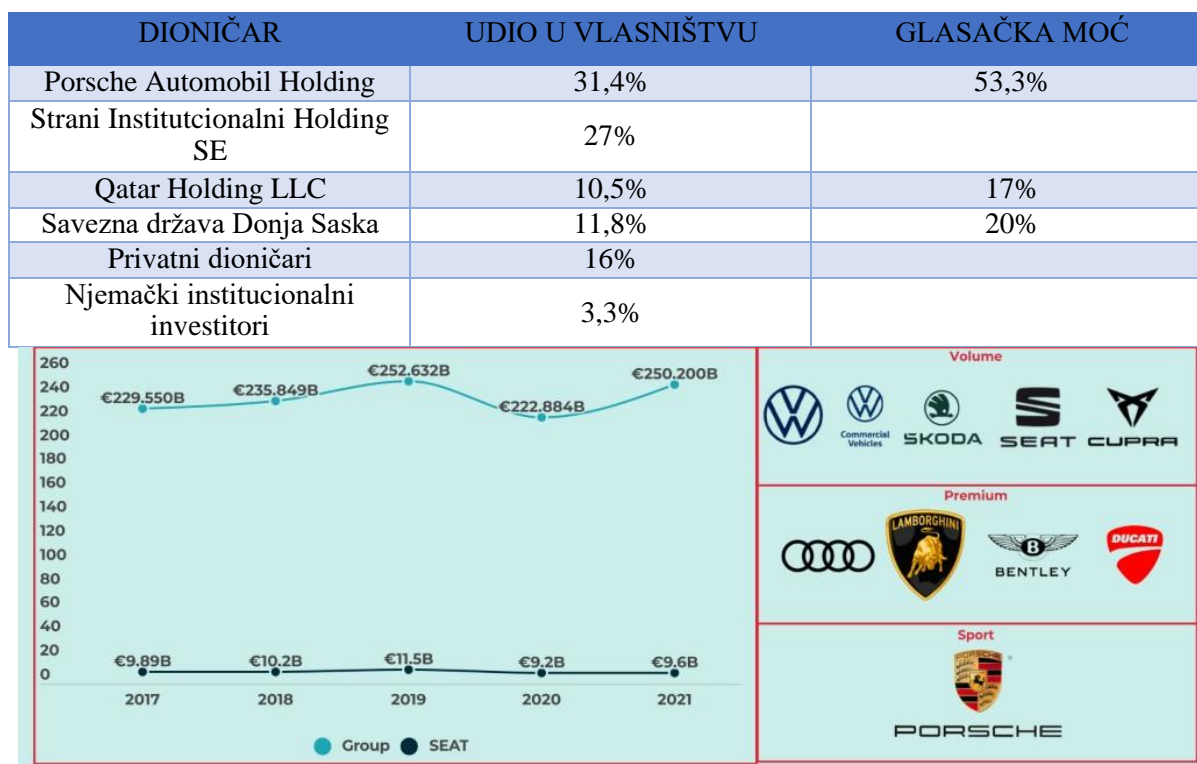 DIONIČAR UDIO U VLASNIŠTVU GLASAČKA MOĆ
Porsche Automobil Holding 31,4% 53,3%
Strani Institutcionalni Holding
SE 27%
Qatar Holding LLC 10,5% 17%
Savezna država Donja Saska 11,8% 20%
Privatni dioničari 16%
Njemački institucionalni
investitori 3,3%
260
240
220
200
180
160
140
120
100
80
60
40
20
0
€229.550B €235.849B €252.632B €222.884B €250.200B
€9.89B €10.2B €11.5B €9.2B €9.6B
2017 2018 2019 2020 2021
Group SEAT
Volume
Commercial
Vehicles
SKODA SEAT CUPRA
Premium
LAMBORGHINI
B
BENTLEY
DUCATI
Sport
PORSCHE
PORSCHE